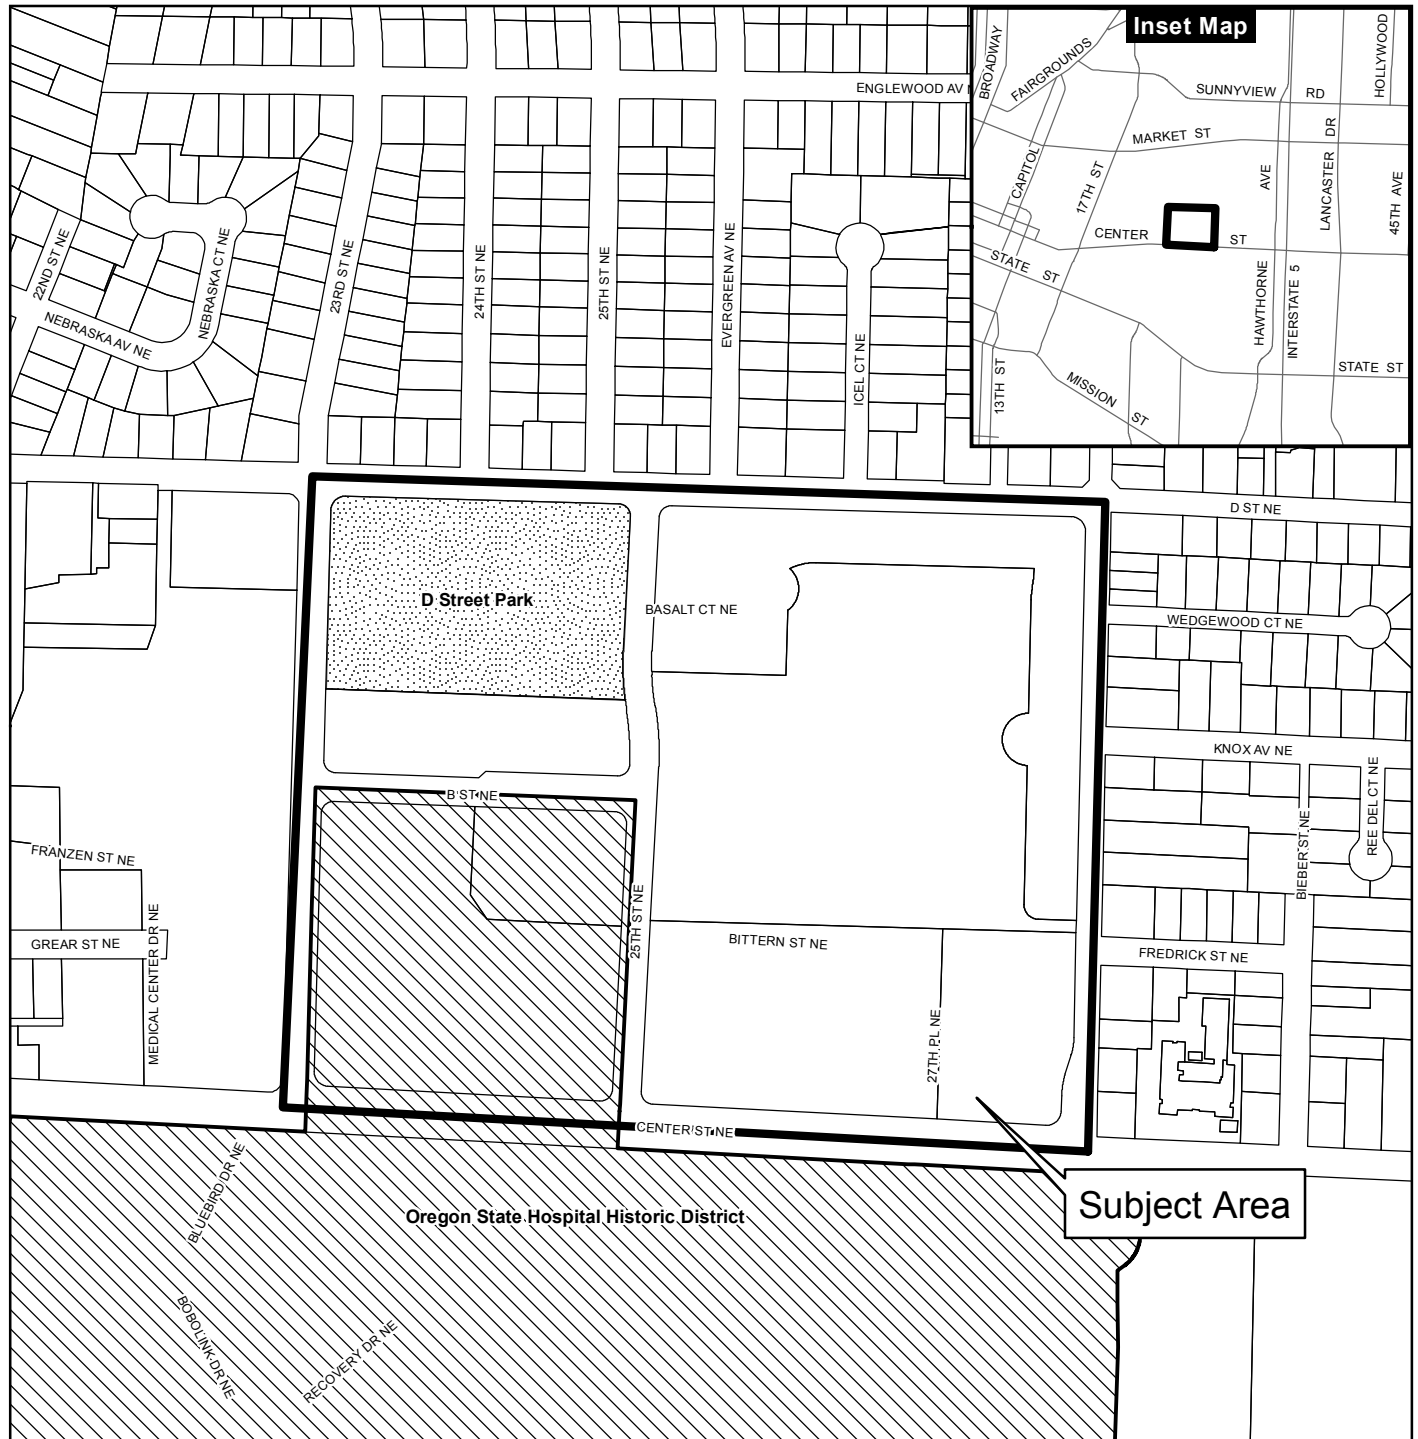 Inset Map
BROADWAY
FAIRGROUNDS
HOLLYWOOD
SUNNYVIEW RD
MARKET ST
CAPITOL
17TH ST
AVE
LANCASTER DR
45TH AVE
CENTER ST
STATE ST
HAWTHORNE
INTERSTATE 5
13TH ST
MISSION ST
STATE ST
ENGLEWOOD AV
22ND ST NE
NEBRASKA CT NE
NEBRASKA AV NE
23RD ST NE
24TH ST NE
25TH ST NE
EVERGREEN AV NE
ICEL CT NE
D ST NE
D Street Park
BASALT CT NE
WEDGEWOOD CT NE
KNOX AV NE
REE DEL CT NE
B ST NE
FRANZEN ST NE
BIEBER ST NE
GREAR ST NE
MEDICAL CENTER DR NE
25TH ST NE
BITTERN ST NE
FREDRICK ST NE
27TH PL NE
CENTER ST NE
BLUEBIRD DR NE
Subject Area
Oregon State Hospital Historic District
BOBOLINK DR NE
RECOVERY DR NE